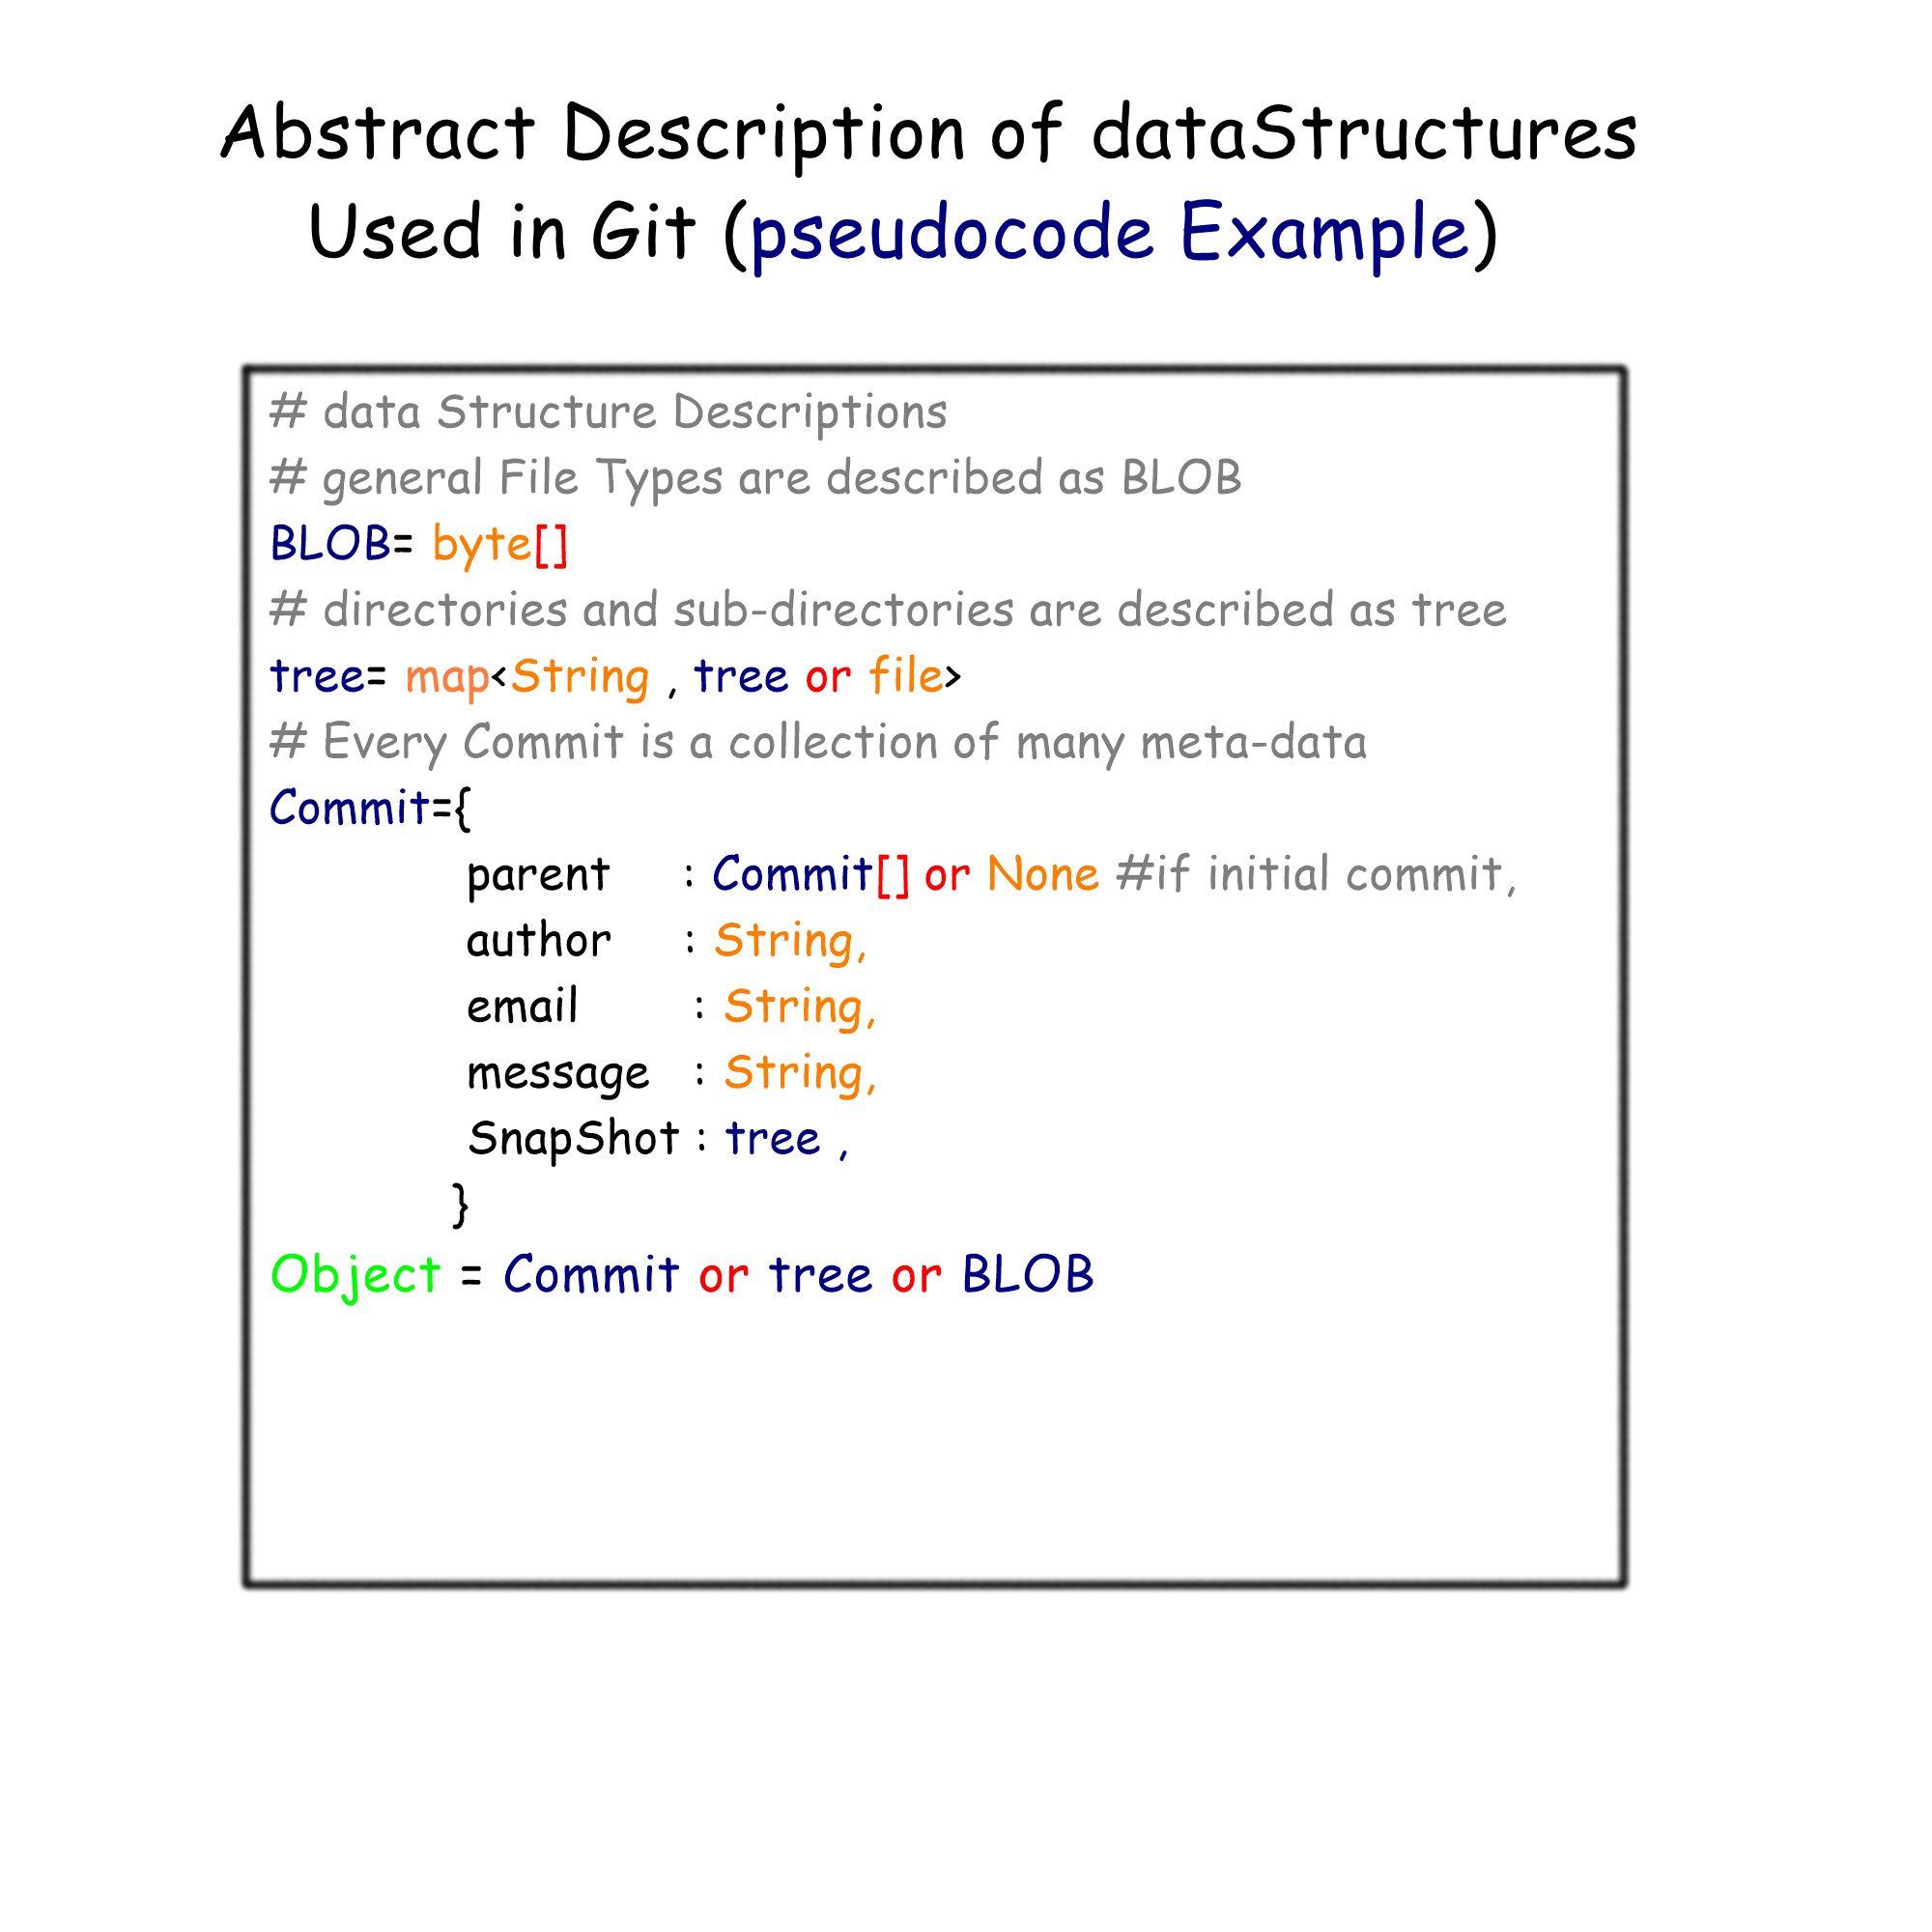 Abstract Description of dataStructures
Used in Git (pseudocode Example)
# data Structure Descriptions
# general File Types are described as BLOB
BLOB= byte[]
# directories and sub-directories are described as tree
tree= map<String , tree or file>
# Every Commit is a collection of many meta-data
Commit={
parent : Commit[] or None #if initial commit,
author : String,
email : String,
message : String,
SnapShot : tree ,
}
Object = Commit or tree or BLOB